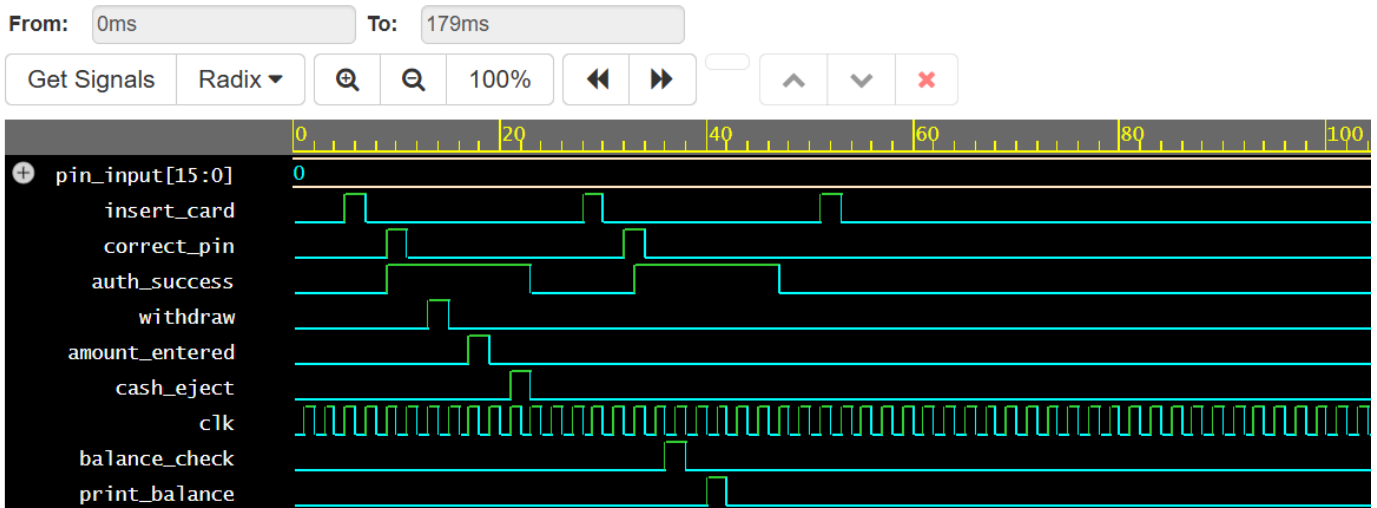 From: 0ms To: 179ms
Get Signals Radix 100%
0 20 40 60 80 100
pin_input[15:0] 0
insert_card
correct_pin
auth_success
withdraw
amount_entered
cash_eject
clk
balance_check
print_balance